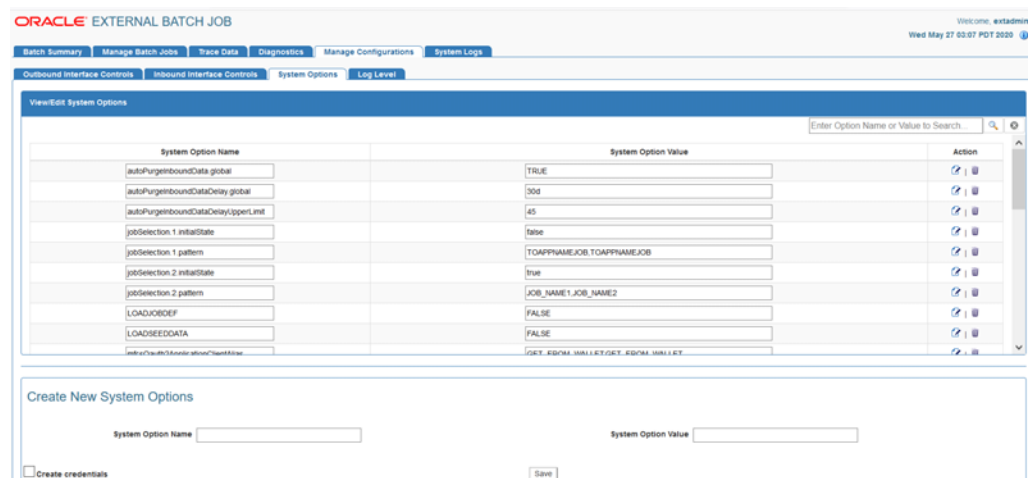 ORACLE EXTERNAL BATCH JOB
Welcome, extadmin
Wed May 27 03:07 PDT 2020
Batch Summary Manage Batch Jobs Trace Data Diagnostics Manage Configurations System Logs
Outbound Interface Controls Inbound Interface Controls System Options Log Level
View/Edit System Options
Enter Option Name or Value to Search...
System Option Name System Option Value Action
autoPurgeInboundData.global TRUE
autoPurgeInboundDataDelay.global 30d
autoPurgeInboundDataDelayUpperLimit 45
jobSelection.1.initialState false
jobSelection.1.pattern TOAPPNAMEJOB,TOAPPNAMEJOB
jobSelection.2.initialState true
jobSelection.2.pattern JOB_NAME1,JOB_NAME2
LOADJOBDEF FALSE
LOADSEEDDATA FALSE
GET_FROM_WALLET:GET_FROM_WALLET
Create New System Options
System Option Name System Option Value
Create credentials Save